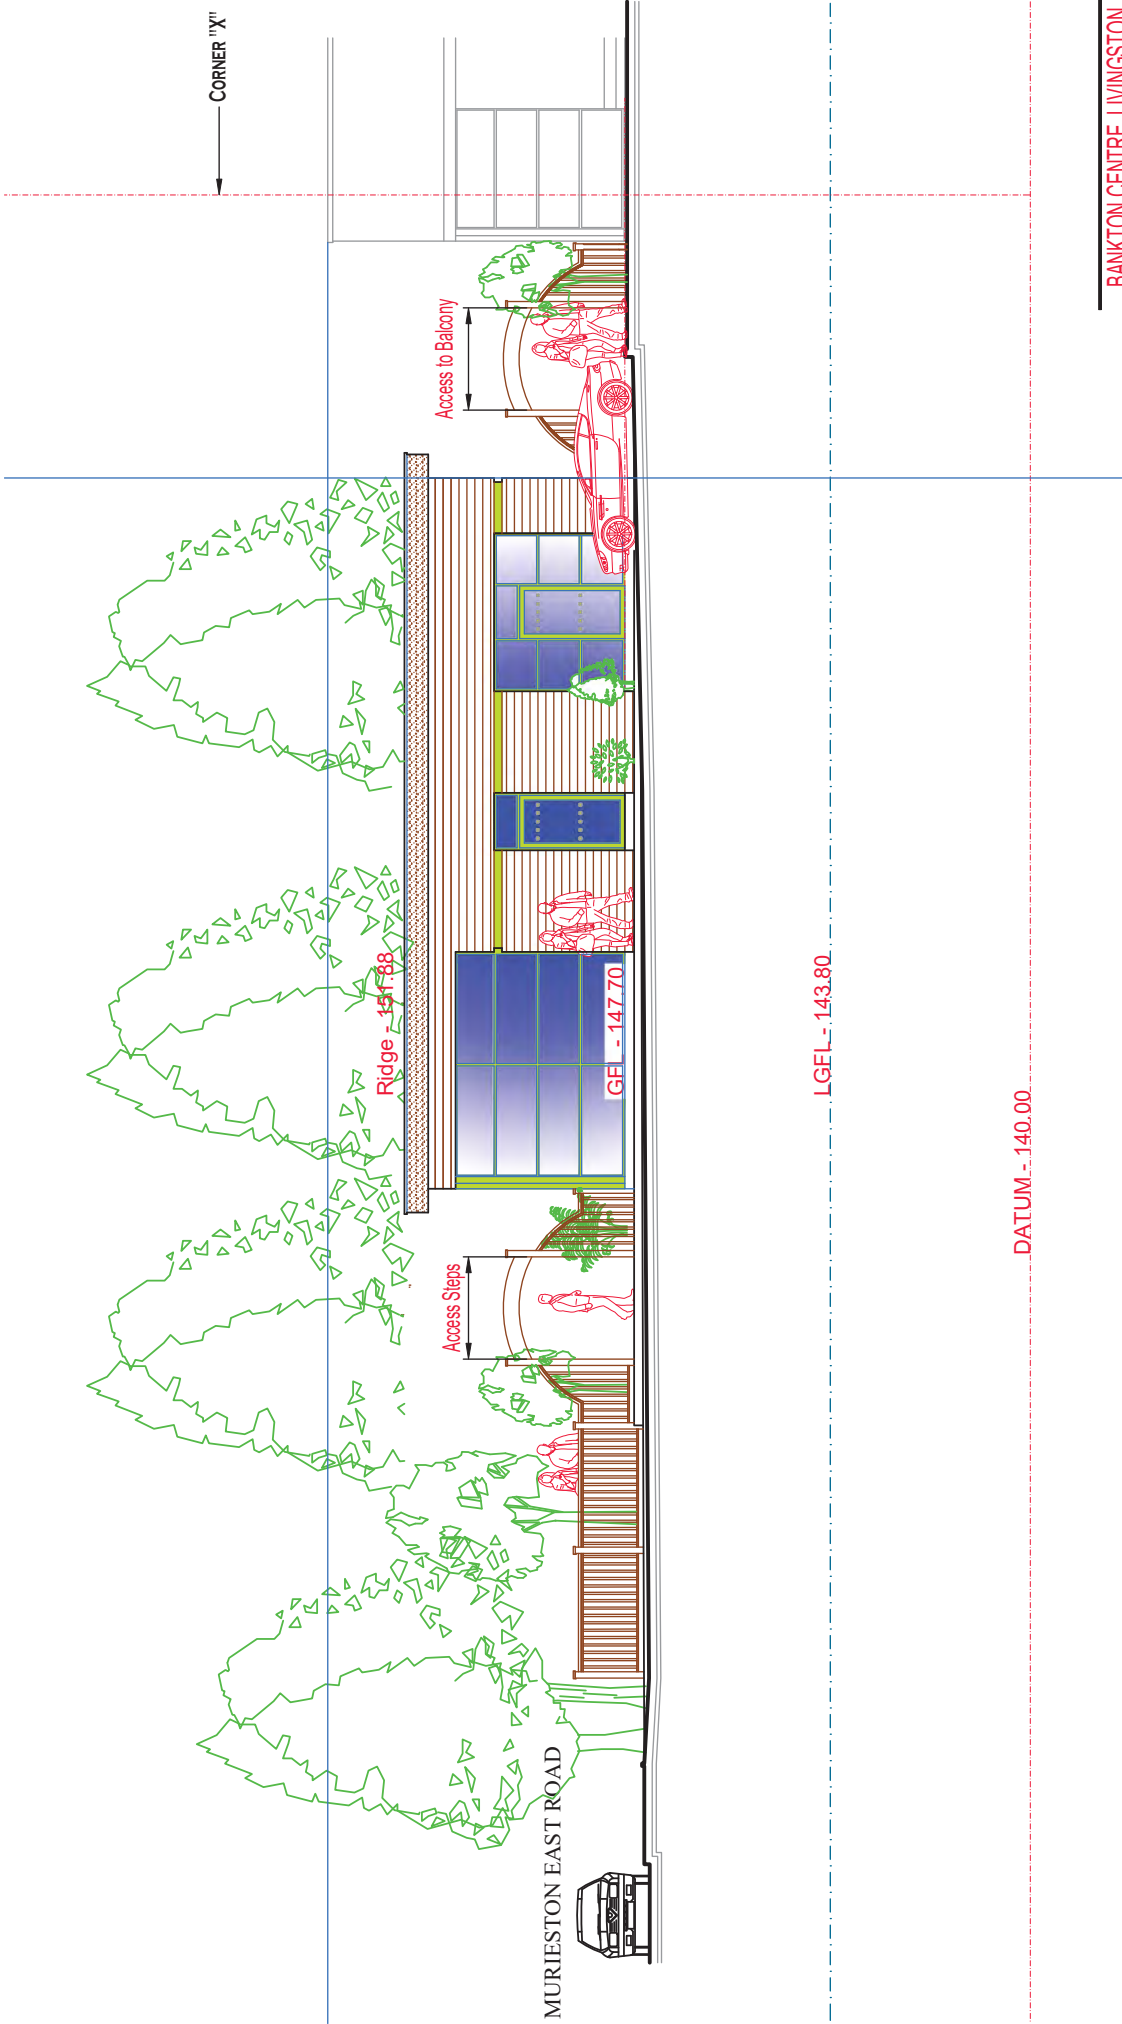 CORNER "X"
Access to Balcony
Ridge - 151.88
GFL - 147.70
LGFL - 143.80
DATUM - 140.00
Access Steps
MURIESTON EAST ROAD
BANKTON CENTRE, LIVINGSTON